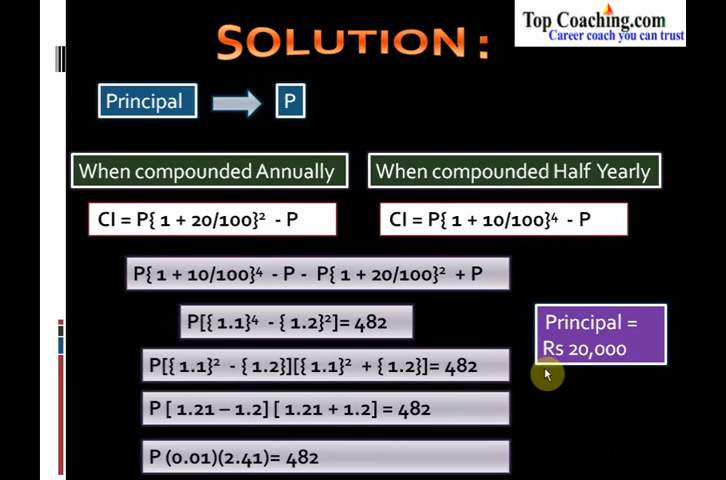 SOLUTION :
Top Coaching.com
Career coach you can trust
Principal
P
When compounded Annually
When compounded Half Yearly
CI = P{ 1 + 20/100}² - P
CI = P{ 1 + 10/100}⁴ - P
P{ 1 + 10/100}⁴ - P - P{ 1 + 20/100}² + P
P[{ 1.1}⁴ - { 1.2}²]= 482
Principal =
Rs 20,000
P[{ 1.1}² - { 1.2}][{ 1.1}² + { 1.2}]= 482
P [ 1.21 – 1.2] [ 1.21 + 1.2] = 482
P (0.01)(2.41)= 482